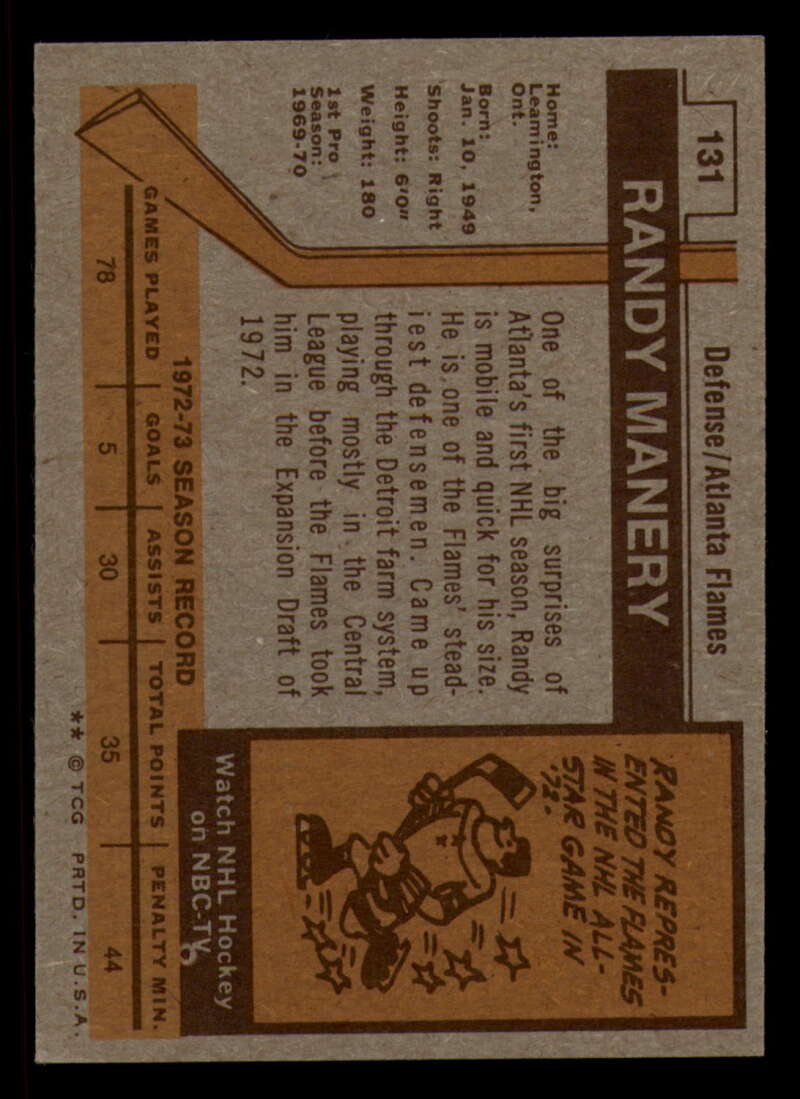 131
Defense/Atlanta Flames
RANDY MANERY
Home:
Leamington,
Ont.
Born:
Jan. 10, 1949
Shoots: Right
Height: 6'0"
Weight: 180
1st Pro
Season:
1969-70
One of the big surprises of
Atlanta's first NHL season, Randy
is mobile and quick for his size.
He is one of the Flames' stead-
iest defensemen. Came up
through the Detroit farm system,
playing mostly in the Central
League before the Flames took
him in the Expansion Draft of
1972.
RANDY REPRES-
ENTED THE FLAMES
IN THE NHL ALL-
STAR GAME IN
'73.
Watch NHL Hockey
on NBC-TV
1972-73 SEASON RECORD
GAMES PLAYED GOALS ASSISTS TOTAL POINTS PENALTY MIN.
78 5 30 35 44
** © TCG PRTD. IN U.S.A.